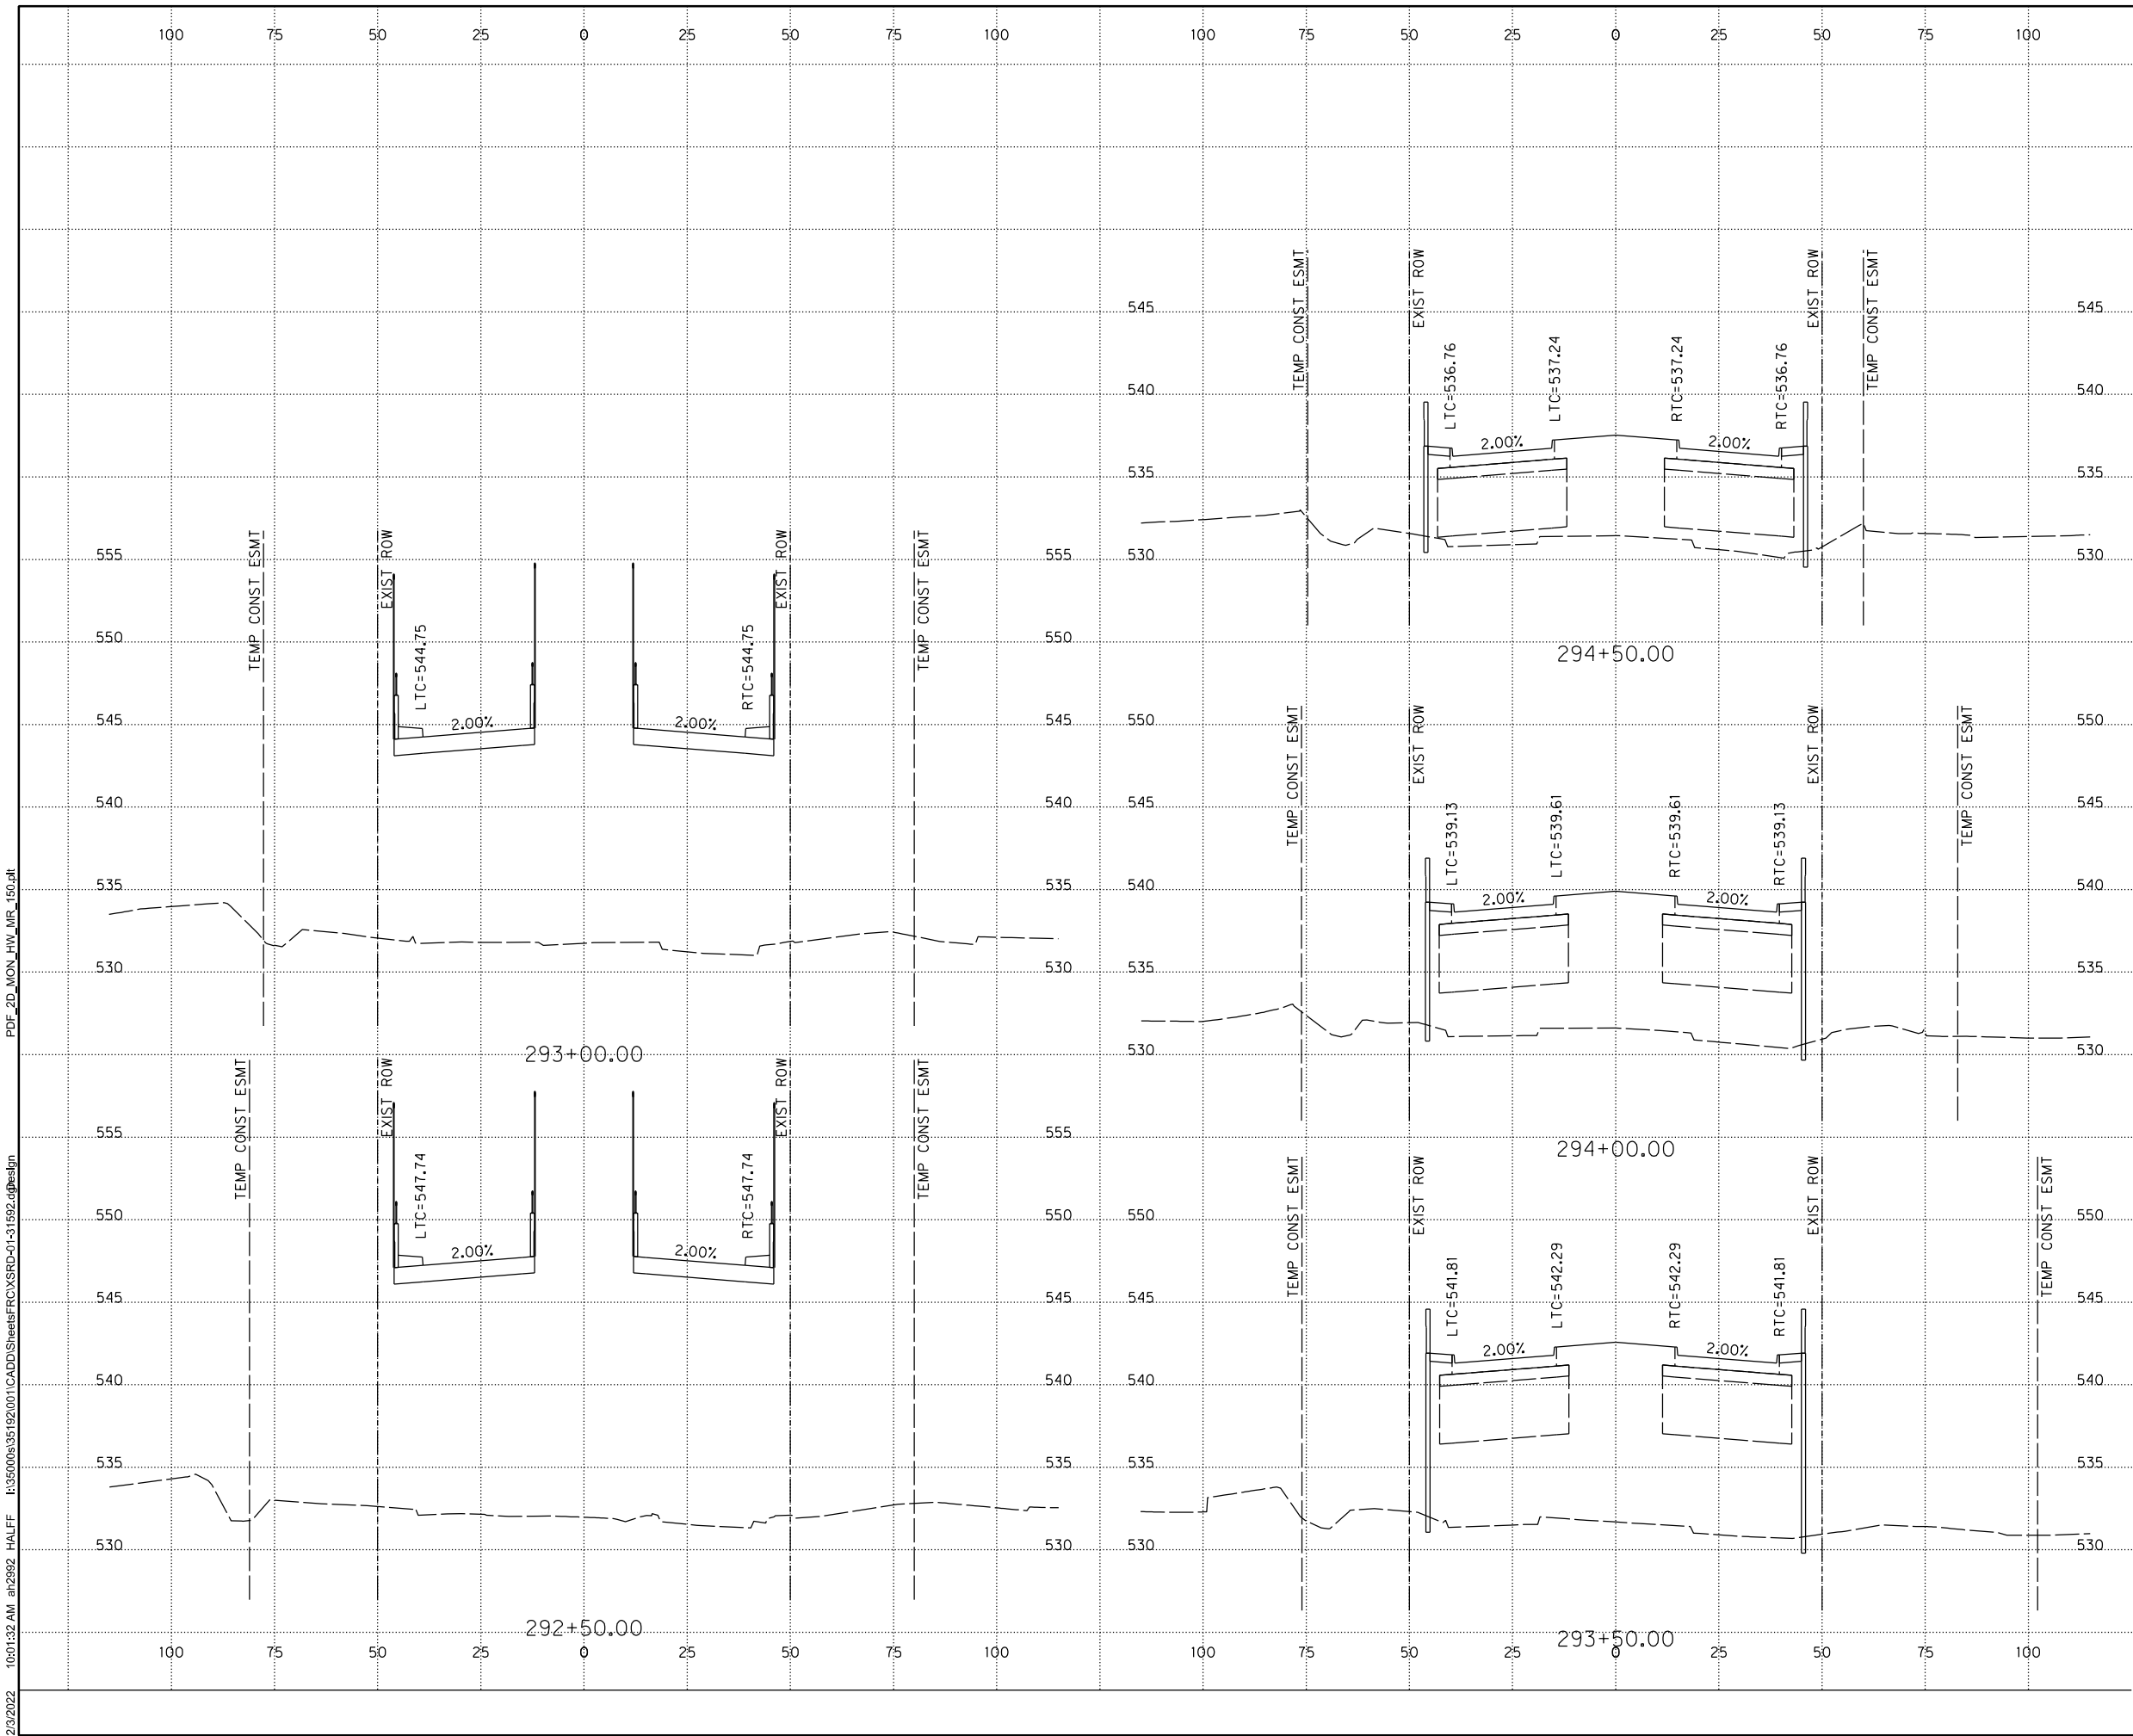 100 75 50 25 0 25 50 75 100 100 75 50 25 0 25 50 75 100
TEMP CONST ESMT
EXIST ROW
LTC=544.75
2.00%
2.00%
RTC=544.75
EXIST ROW
TEMP CONST ESMT
555 555
550 550
545 545
540 540
535 535
530 530
293+00.00
TEMP CONST ESMT
EXIST ROW
LTC=547.74
2.00%
2.00%
RTC=547.74
EXIST ROW
TEMP CONST ESMT
555 555
550 550
545 545
540 540
535 535
530 530
292+50.00
TEMP CONST ESMT
EXIST ROW
LTC=536.76
LTC=537.24
RTC=537.24
RTC=536.76
EXIST ROW
TEMP CONST ESMT
2.00%
2.00%
545 545
540 540
535 535
530 530
294+50.00
TEMP CONST ESMT
EXIST ROW
LTC=539.13
LTC=539.61
RTC=539.61
RTC=539.13
EXIST ROW
TEMP CONST ESMT
2.00%
2.00%
550 550
545 545
540 540
535 535
530 530
294+00.00
TEMP CONST ESMT
EXIST ROW
LTC=541.81
LTC=542.29
RTC=542.29
RTC=541.81
EXIST ROW
TEMP CONST ESMT
2.00%
2.00%
550 550
545 545
540 540
535 535
530 530
293+50.00
100 75 50 25 0 25 50 75 100 100 75 50 25 0 25 50 75 100
2/3/2022 10:01:32 AM ah2992 HALFF
PDF_2D_MON_HW_MR_150.plt